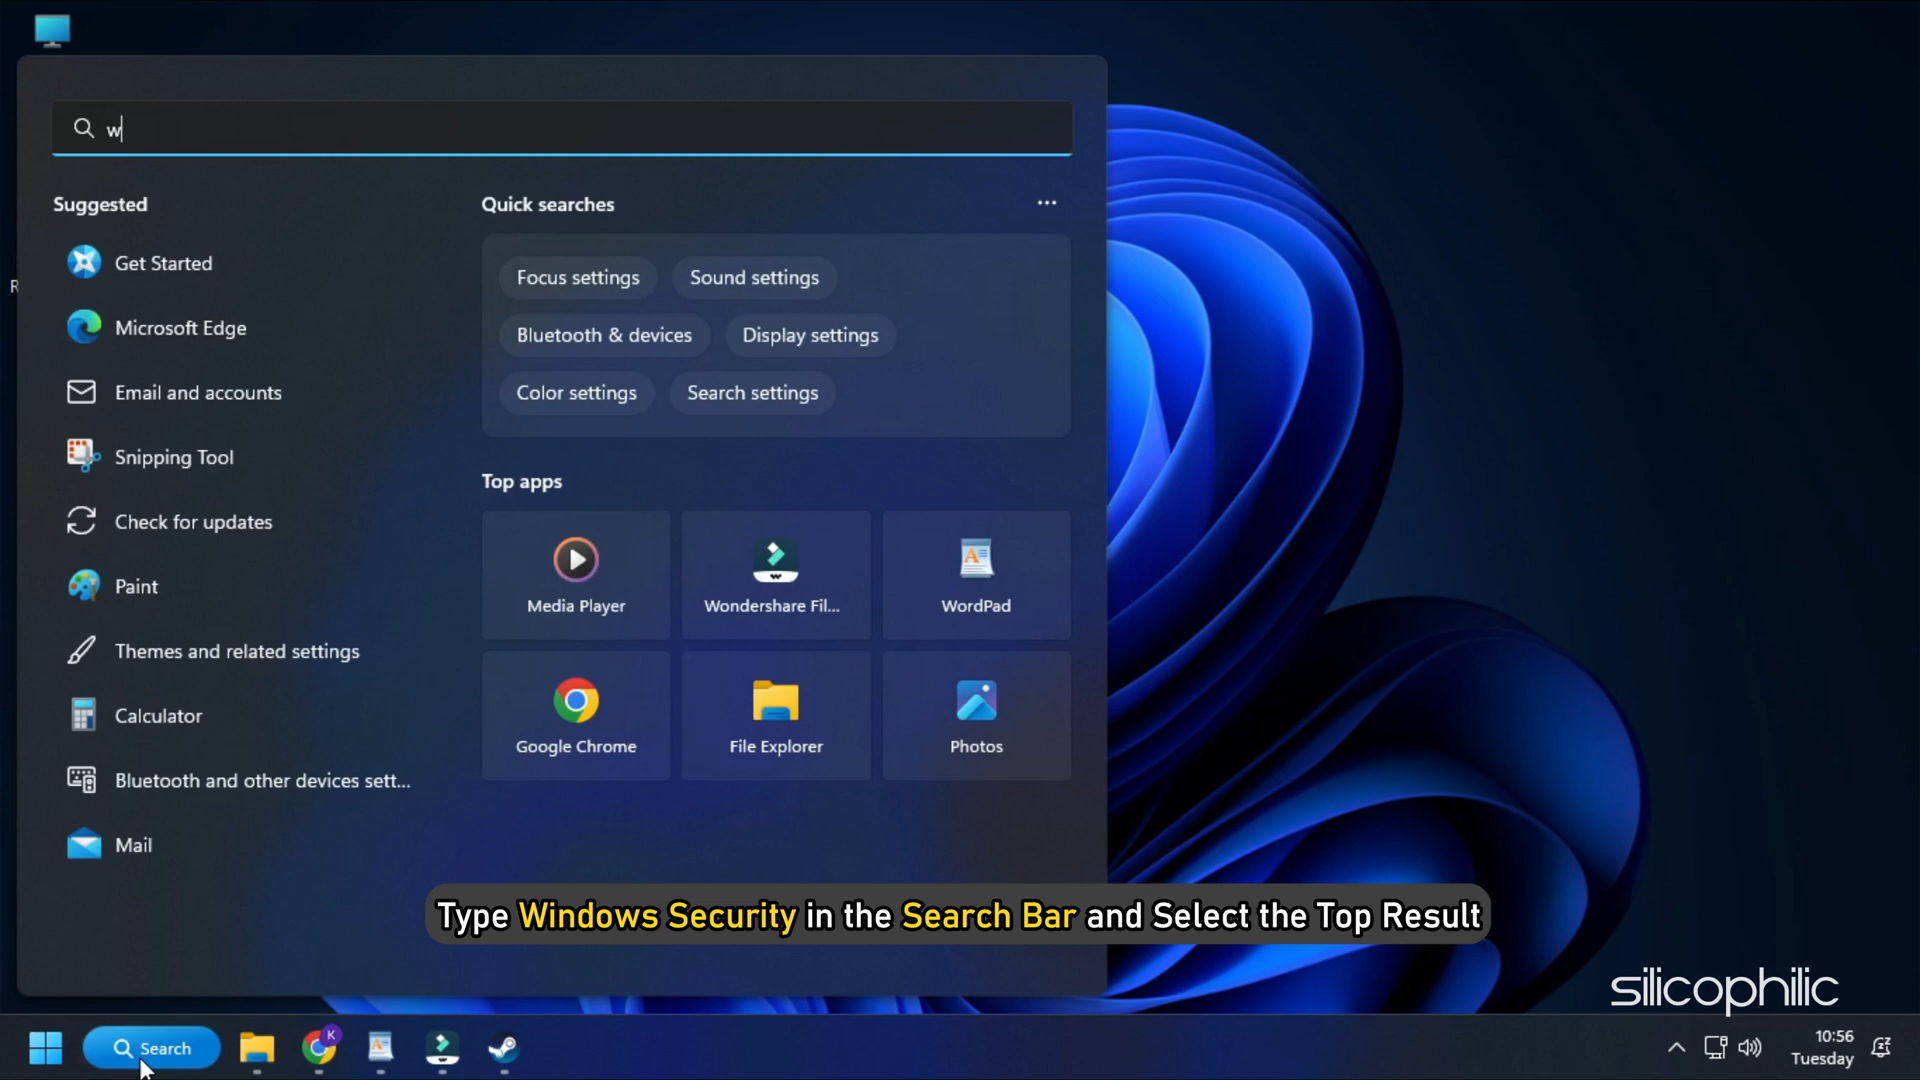 w
Suggested
Get Started
Microsoft Edge
Email and accounts
Snipping Tool
Check for updates
Paint
Themes and related settings
Calculator
Bluetooth and other devices sett...
Mail
Quick searches
Focus settings
Sound settings
Bluetooth & devices
Display settings
Color settings
Search settings
Top apps
Media Player
Wondershare Fil...
WordPad
Google Chrome
File Explorer
Photos
R
Type Windows Security in the Search Bar and Select the Top Result
silicophilic
Search
K
10:56
Tuesday